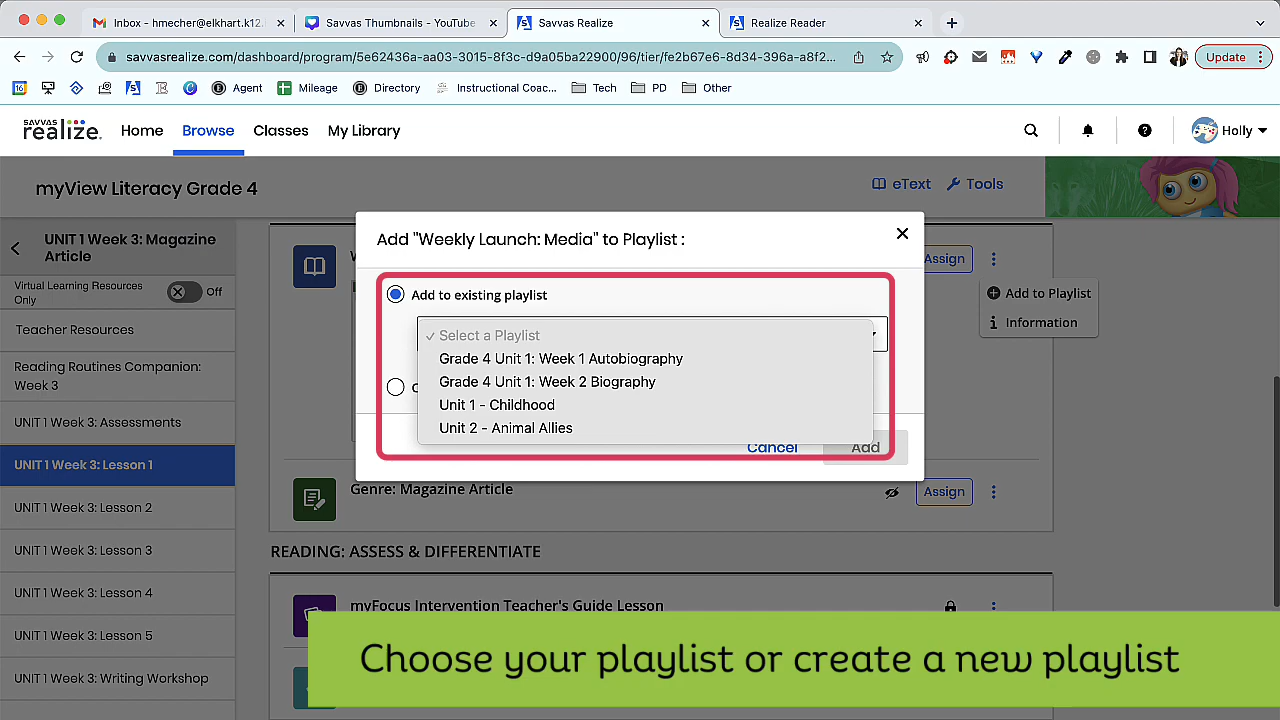 Inbox - hmecher@elkhart.k12.
Savvas Thumbnails - YouTube
Savvas Realize
Realize Reader
savvasrealize.com/dashboard/program/5e62436a-aa03-3015-8f3c-d9a05ba22900/96/tier/fe2b67e6-8d34-396a-a8f2...
Update
Agent
Mileage
Directory
Instructional Coac...
Tech
PD
Other
SAVVAS
realize.
Home
Browse
Classes
My Library
Holly
myView Literacy Grade 4
eText
Tools
UNIT 1 Week 3: Magazine
Article
Virtual Learning Resources
Only
Off
Teacher Resources
Reading Routines Companion:
Week 3
UNIT 1 Week 3: Assessments
UNIT 1 Week 3: Lesson 1
UNIT 1 Week 3: Lesson 2
UNIT 1 Week 3: Lesson 3
UNIT 1 Week 3: Lesson 4
UNIT 1 Week 3: Lesson 5
UNIT 1 Week 3: Writing Workshop
Add "Weekly Launch: Media" to Playlist :
Add to existing playlist
Select a Playlist
Grade 4 Unit 1: Week 1 Autobiography
Grade 4 Unit 1: Week 2 Biography
Unit 1 - Childhood
Unit 2 - Animal Allies
Cancel
Add
Assign
Add to Playlist
Information
Genre: Magazine Article
Assign
READING: ASSESS & DIFFERENTIATE
myFocus Intervention Teacher's Guide Lesson
Choose your playlist or create a new playlist